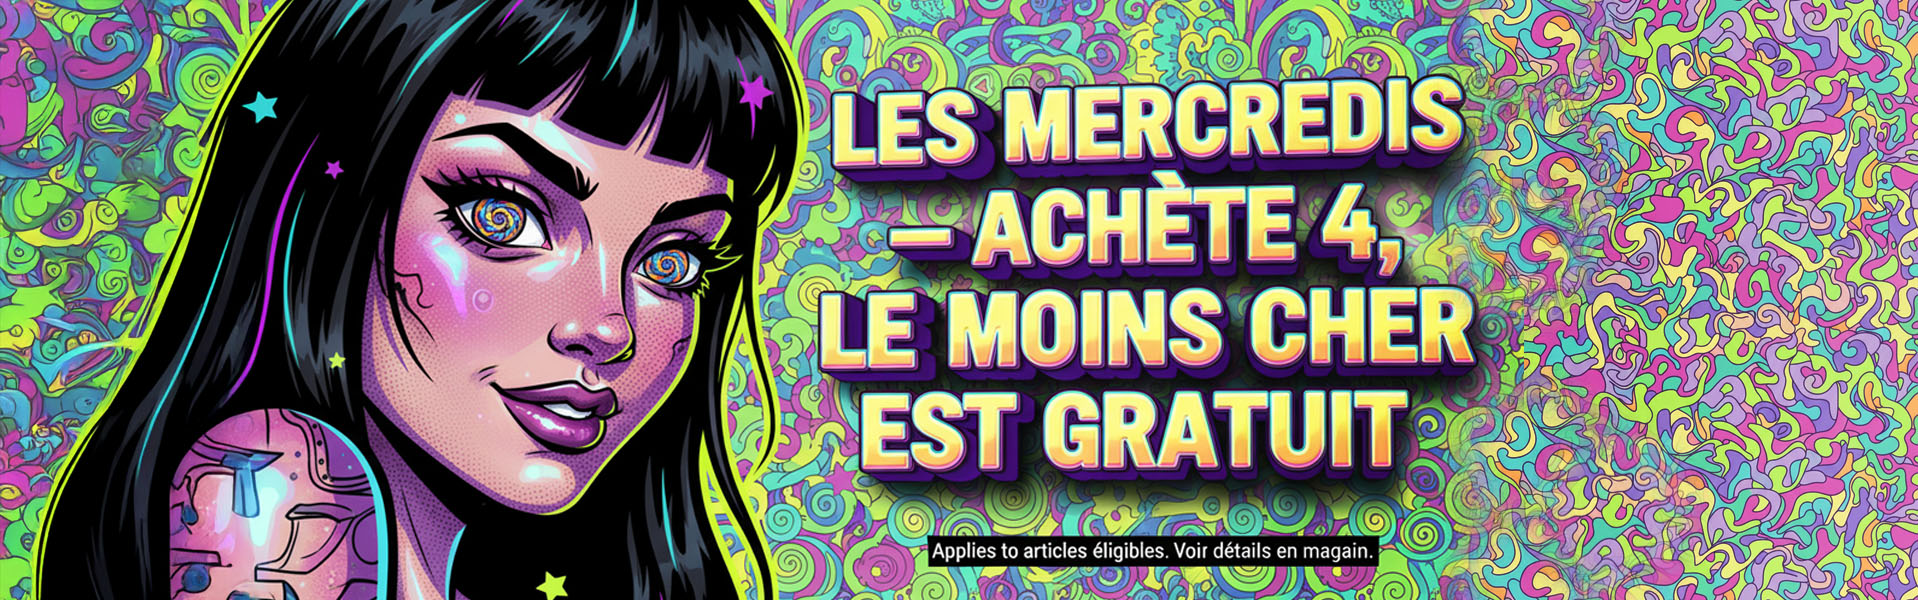 LES MERCREDIS
– ACHÈTE 4,
LE MOINS CHER
EST GRATUIT
Applies to articles éligibles. Voir détails en magain.